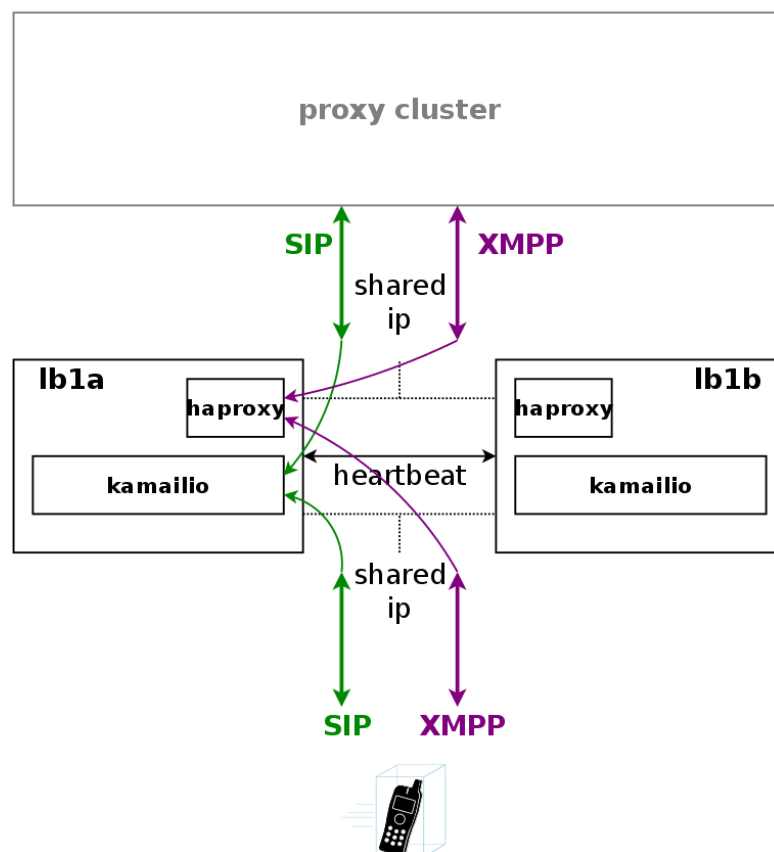 proxy cluster
SIP
XMPP
shared
ip
lb1a
lb1b
haproxy
haproxy
heartbeat
kamailio
kamailio
shared
ip
SIP
XMPP